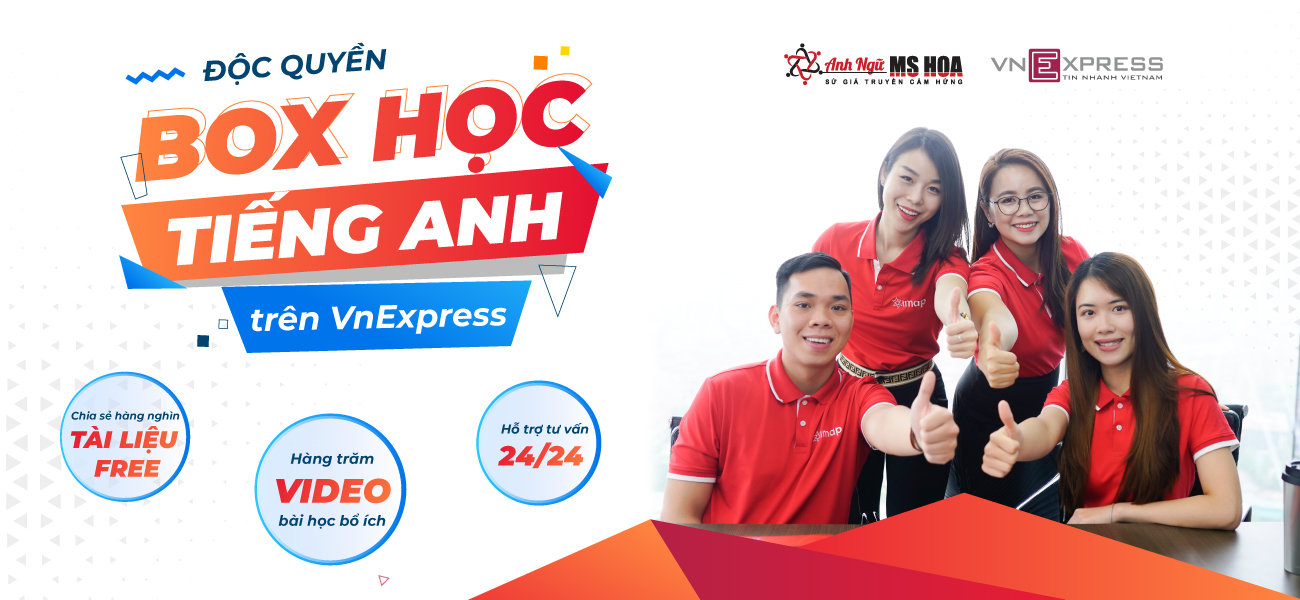 ĐỘC QUYỀN
BOX HỌC
TIẾNG ANH
trên VnExpress
Anh Ngữ MS HOA
SỨ GIẢ TRUYỀN CẢM HỨNG
VNEXPRESS
TIN NHANH VIETNAM
imap
imap
Chia sẻ hàng nghìn
TÀI LIỆU
FREE
Hàng trăm
VIDEO
bài học bổ ích
Hỗ trợ tư vấn
24/24